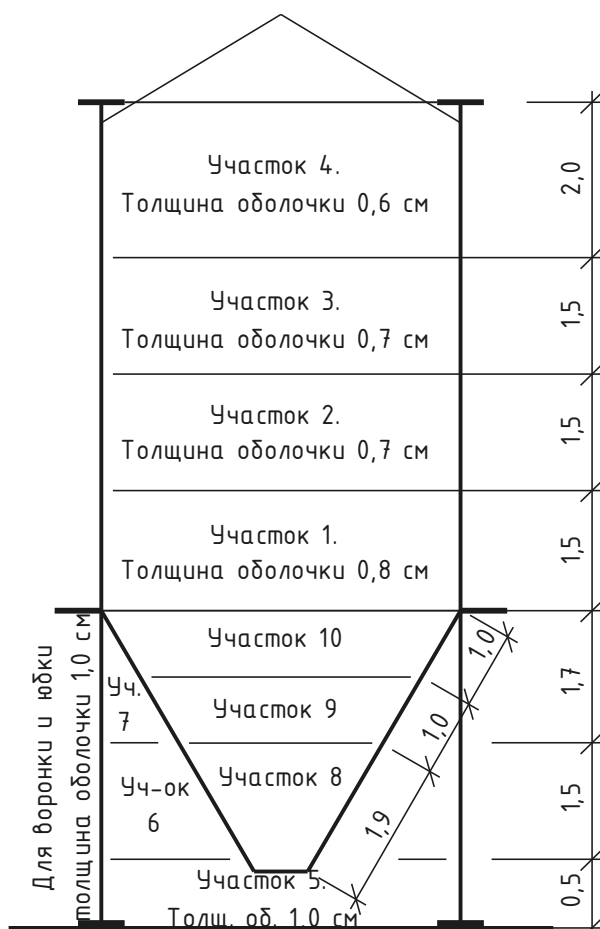 Участок 4.
Толщина оболочки 0,6 см
2,0
Участок 3.
Толщина оболочки 0,7 см
1,5
Участок 2.
Толщина оболочки 0,7 см
1,5
Участок 1.
Толщина оболочки 0,8 см
1,5
Для воронки и юбки
толщина оболочки 1,0 см
Участок 10
1,0
Уч.
7
Участок 9
1,0
1,7
Уч-ок
6
Участок 8
1,9
1,5
Участок 5.
Толщ. об. 1.0 см
0,5